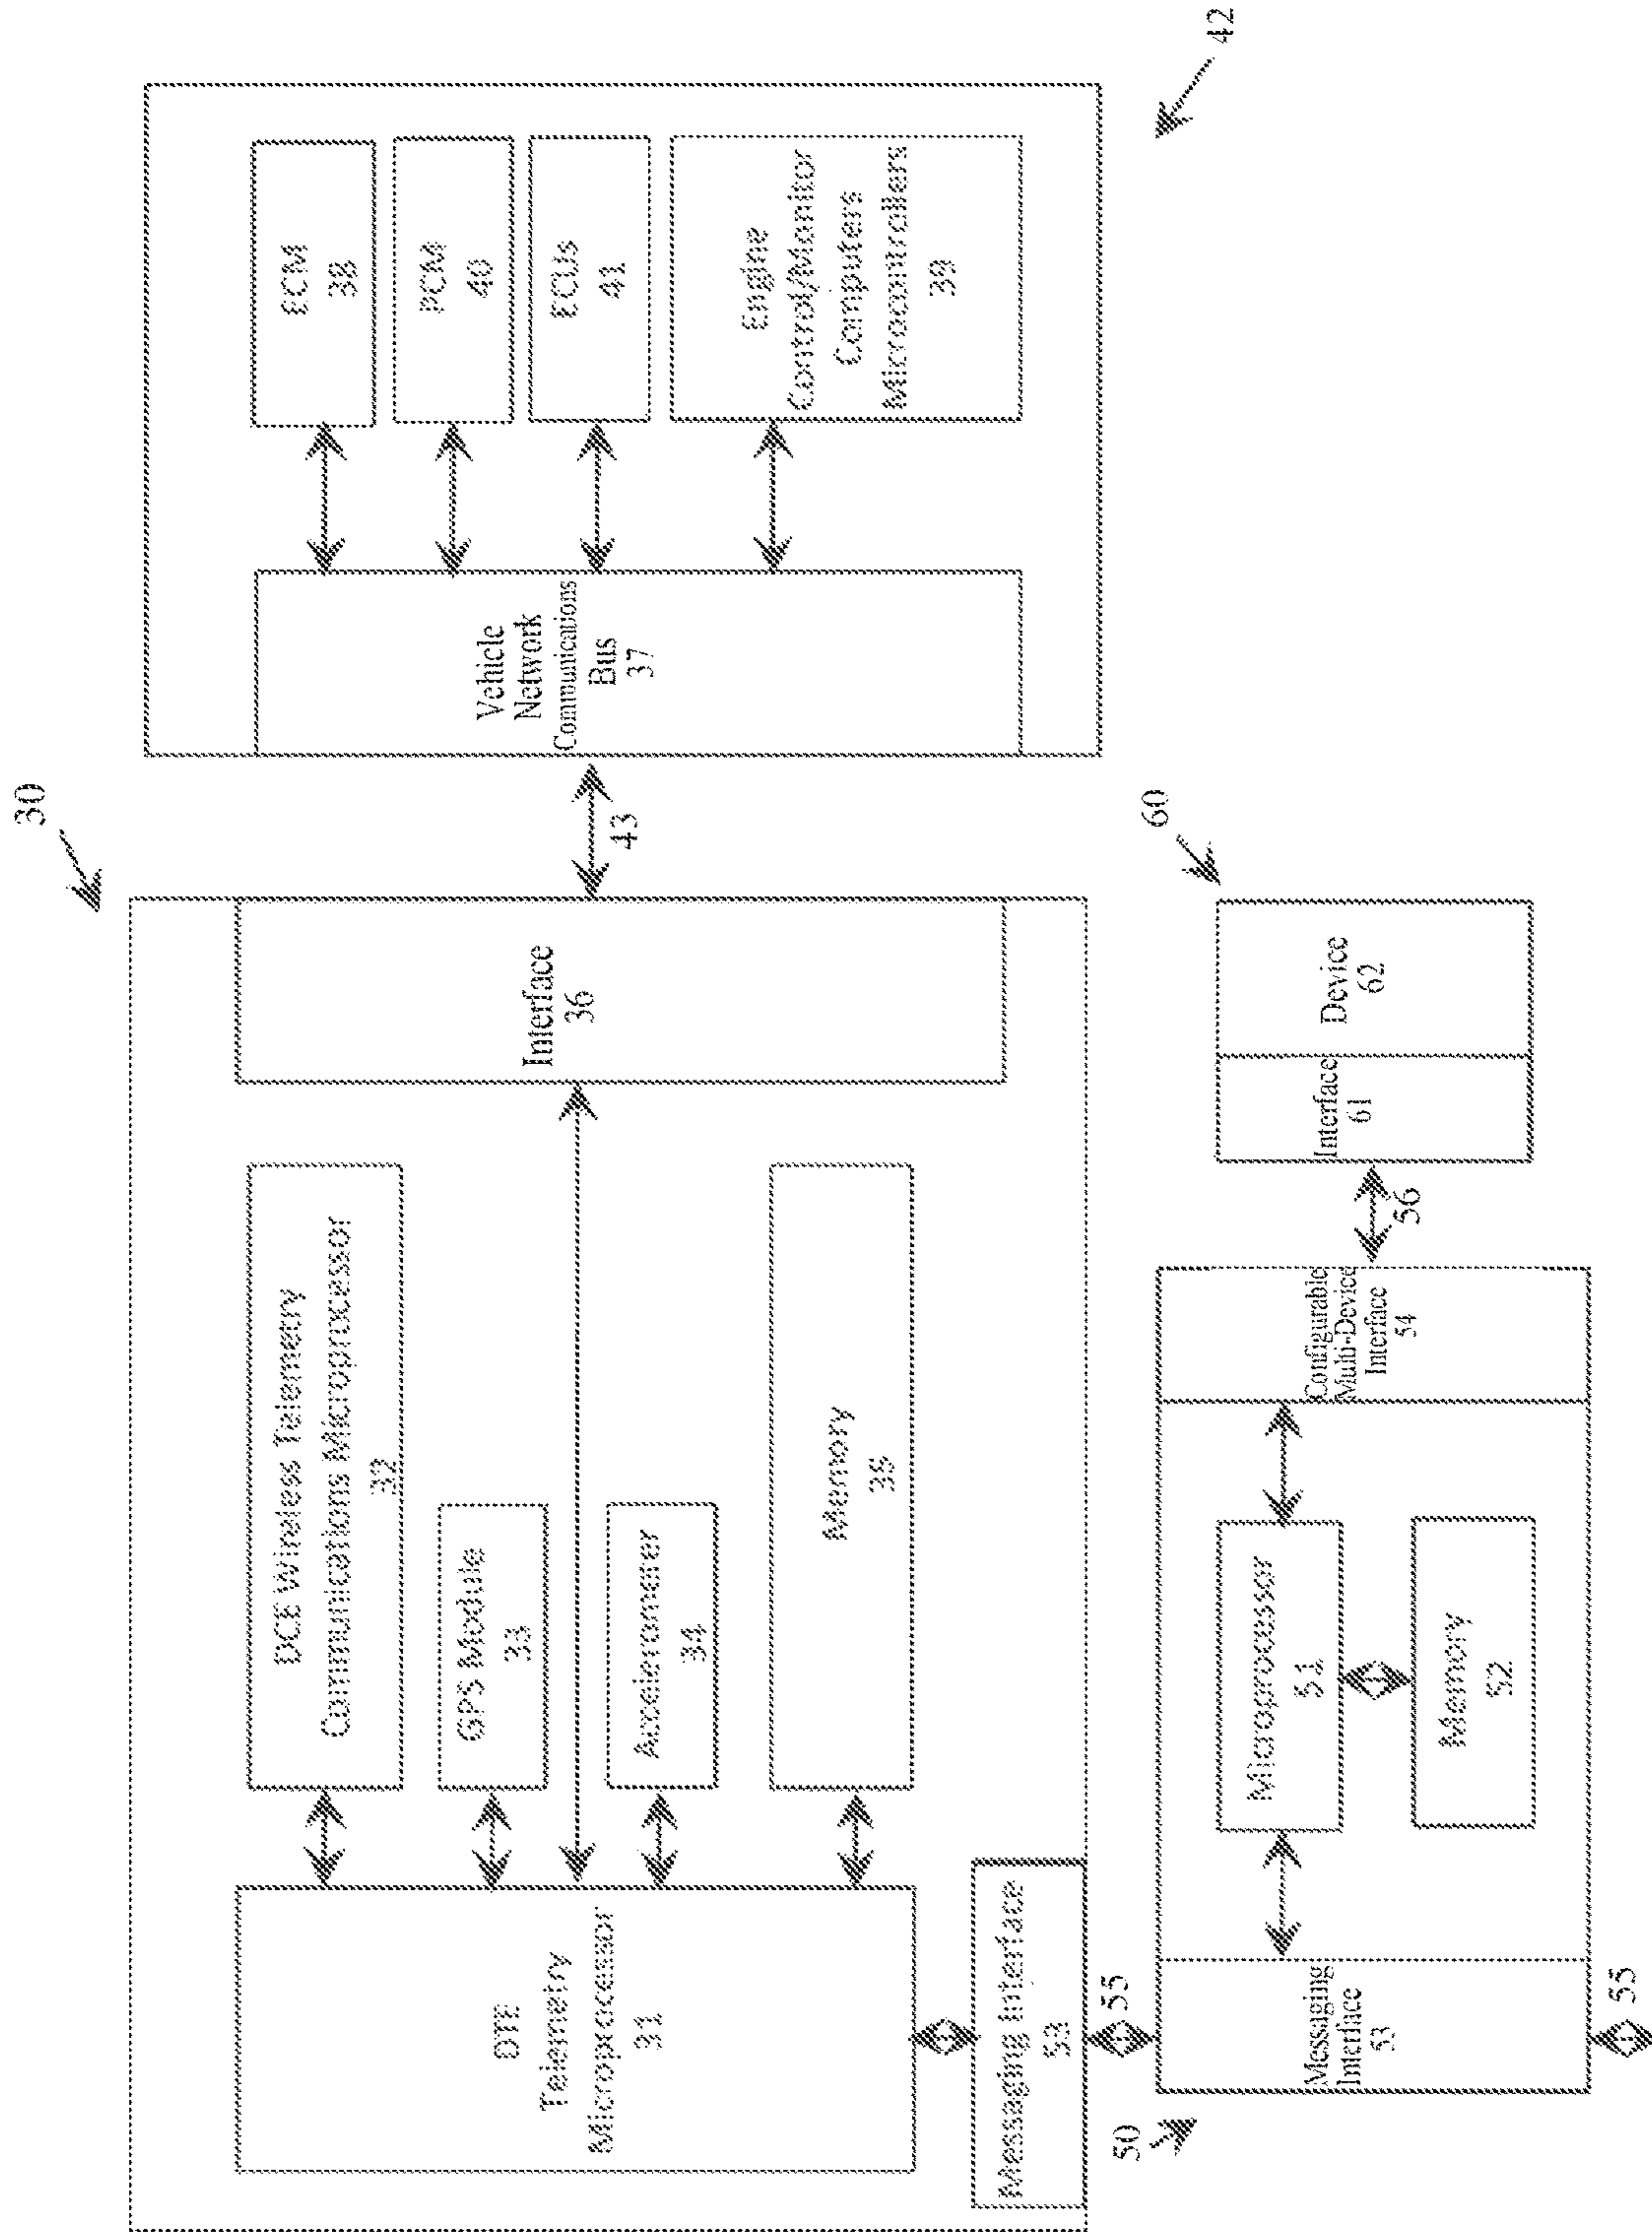 30
42
DTE
Telemetry
Microprocessor
31
DCE Wireless Telemetry
Communications Microprocessor
32
GPS Module
33
Accelerometer
34
Memory
35
Interface
36
43
Vehicle
Network
Communications
Bus
37
ECM
38
PCM
40
ECUs
41
Engine
Control/Monitor
Computers
Microcontrollers
39
Messaging Interface
53
55
50
Messaging
Interface
53
55
Microprocessor
51
Memory
52
Configurable
Multi-Device
Interface
54
56
60
Interface
61
Device
62